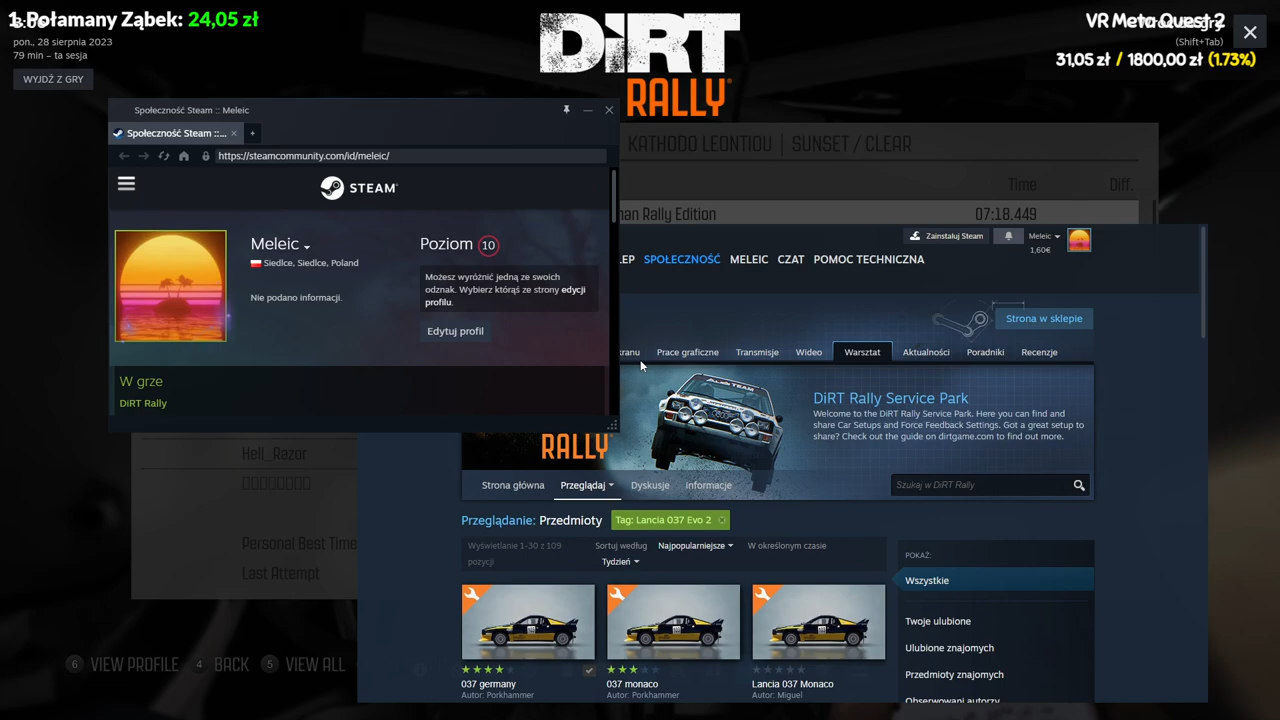 1. Połamany Ząbek: 24,05 zł
pon., 28 sierpnia 2023
79 min – ta sesja
WYJDŹ Z GRY
DiRT
RALLY
VR Meta Quest 2
(Shift+Tab)
31,05 zł / 1800,00 zł (1.73%)
Społeczność Steam :: Meleic
Społeczność Steam ::...
https://steamcommunity.com/id/meleic/
STEAM
Meleic
Siedlce, Siedlce, Poland
Nie podano informacji.
Poziom 10
Możesz wyróżnić jedną ze swoich
odznak. Wybierz którąś ze strony edycji
profilu.
Edytuj profil
W grze
DiRT Rally
KATHODO LEONTIOU | SUNSET / CLEAR
Time Diff.
man Rally Edition 07:18.449
Zainstaluj Steam
Meleic
1,60€
LEP SPOŁECZNOŚĆ MELEIC CZAT POMOC TECHNICZNA
Strona w sklepie
kranu Prace graficzne Transmisje Wideo Warsztat Aktualności Poradniki Recenzje
AUDI TEAM
DiRT Rally Service Park
Welcome to the DiRT Rally Service Park. Here you can find and
share Car Setups and Force Feedback Settings. Got a great setup to
share? Check out the guide on dirtgame.com to find out more.
RALLY
Strona główna Przeglądaj Dyskusje Informacje
Szukaj w DiRT Rally
Przeglądanie: Przedmioty Tag: Lancia 037 Evo 2
Wyświetlanie 1-30 z 109
pozycji
Sortuj według Najpopularniejsze W określonym czasie
Tydzień
POKAŻ:
Wszystkie
Twoje ulubione
Ulubione znajomych
Przedmioty znajomych
Obserwowani autorzy
037 germany
Autor: Porkhammer
037 monaco
Autor: Porkhammer
Lancia 037 Monaco
Autor: Miguel
Hell_Razor
Personal Best Time
Last Attempt
6 VIEW PROFILE 4 BACK 5 VIEW ALL